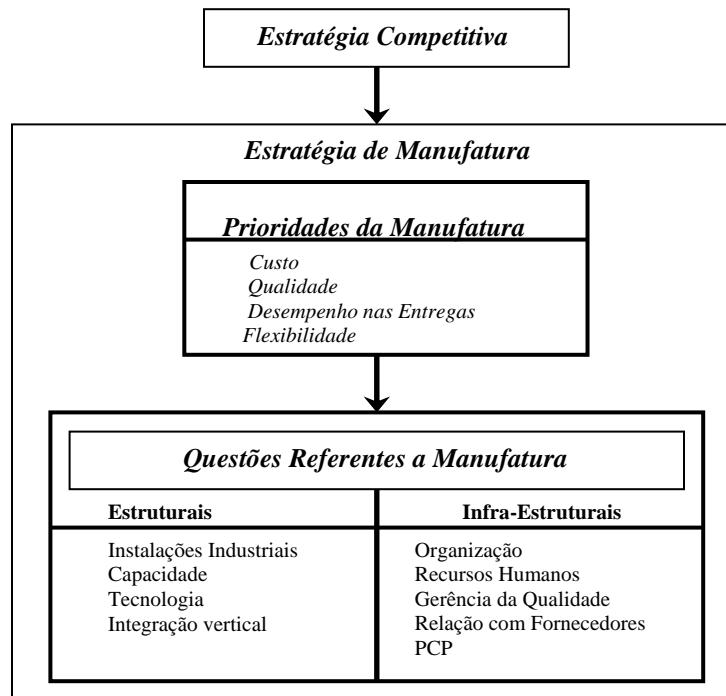 Estratégia Competitiva
Estratégia de Manufatura
Prioridades da Manufatura
Custo
Qualidade
Desempenho nas Entregas
Flexibilidade
Questões Referentes a Manufatura
Estruturais
Instalações Industriais
Capacidade
Tecnologia
Integração vertical
Infra-Estruturais
Organização
Recursos Humanos
Gerência da Qualidade
Relação com Fornecedores
PCP